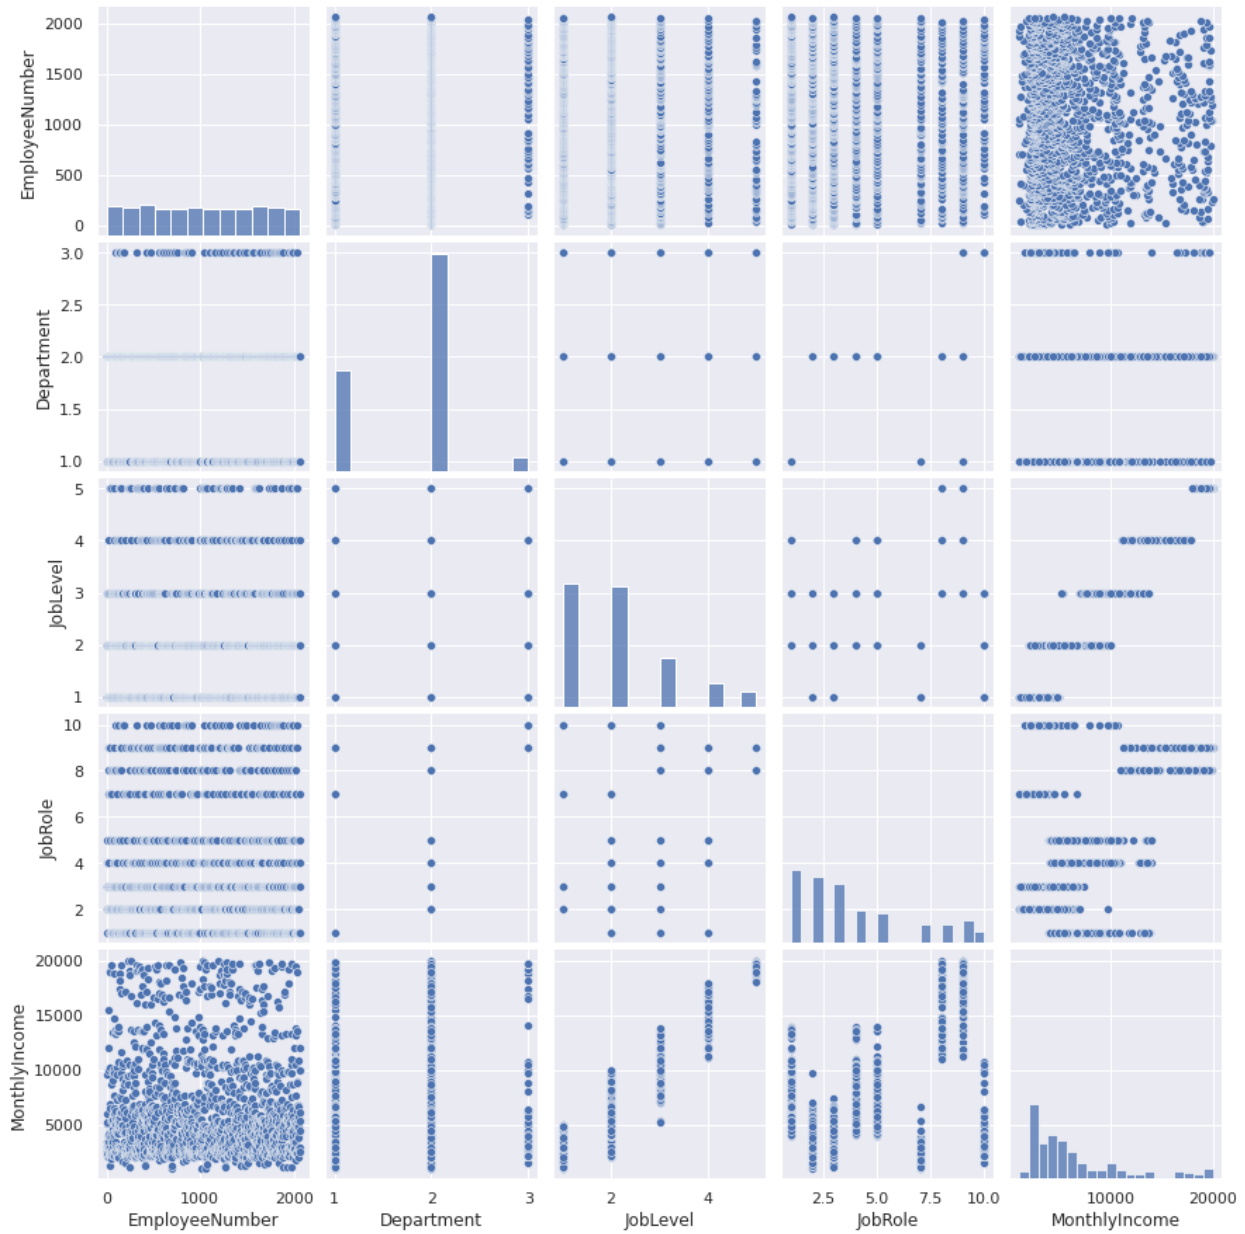 2000
1500
1000
500
0
EmployeeNumber
3.0
2.5
2.0
1.5
1.0
Department
5
4
3
2
1
JobLevel
10
8
6
4
2
JobRole
20000
15000
10000
5000
MonthlyIncome
0 1000 2000
1 2 3
2 4
2.5 5.0 7.5 10.0
10000 20000
EmployeeNumber
Department
JobLevel
JobRole
MonthlyIncome